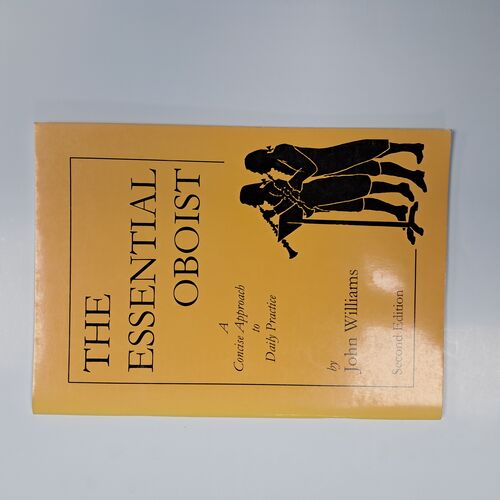 THE
ESSENTIAL
OBOIST
A
Concise Approach
to
Daily Practice
by
John Williams
Second Edition